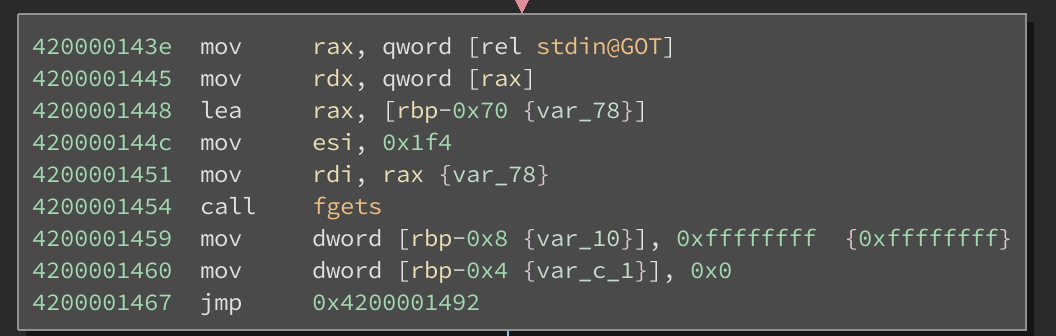 420000143e mov rax, qword [rel stdin@GOT]
4200001445 mov rdx, qword [rax]
4200001448 lea rax, [rbp-0x70 {var_78}]
420000144c mov esi, 0x1f4
4200001451 mov rdi, rax {var_78}
4200001454 call fgets
4200001459 mov dword [rbp-0x8 {var_10}], 0xffffffff {0xffffffff}
4200001460 mov dword [rbp-0x4 {var_c_1}], 0x0
4200001467 jmp 0x4200001492